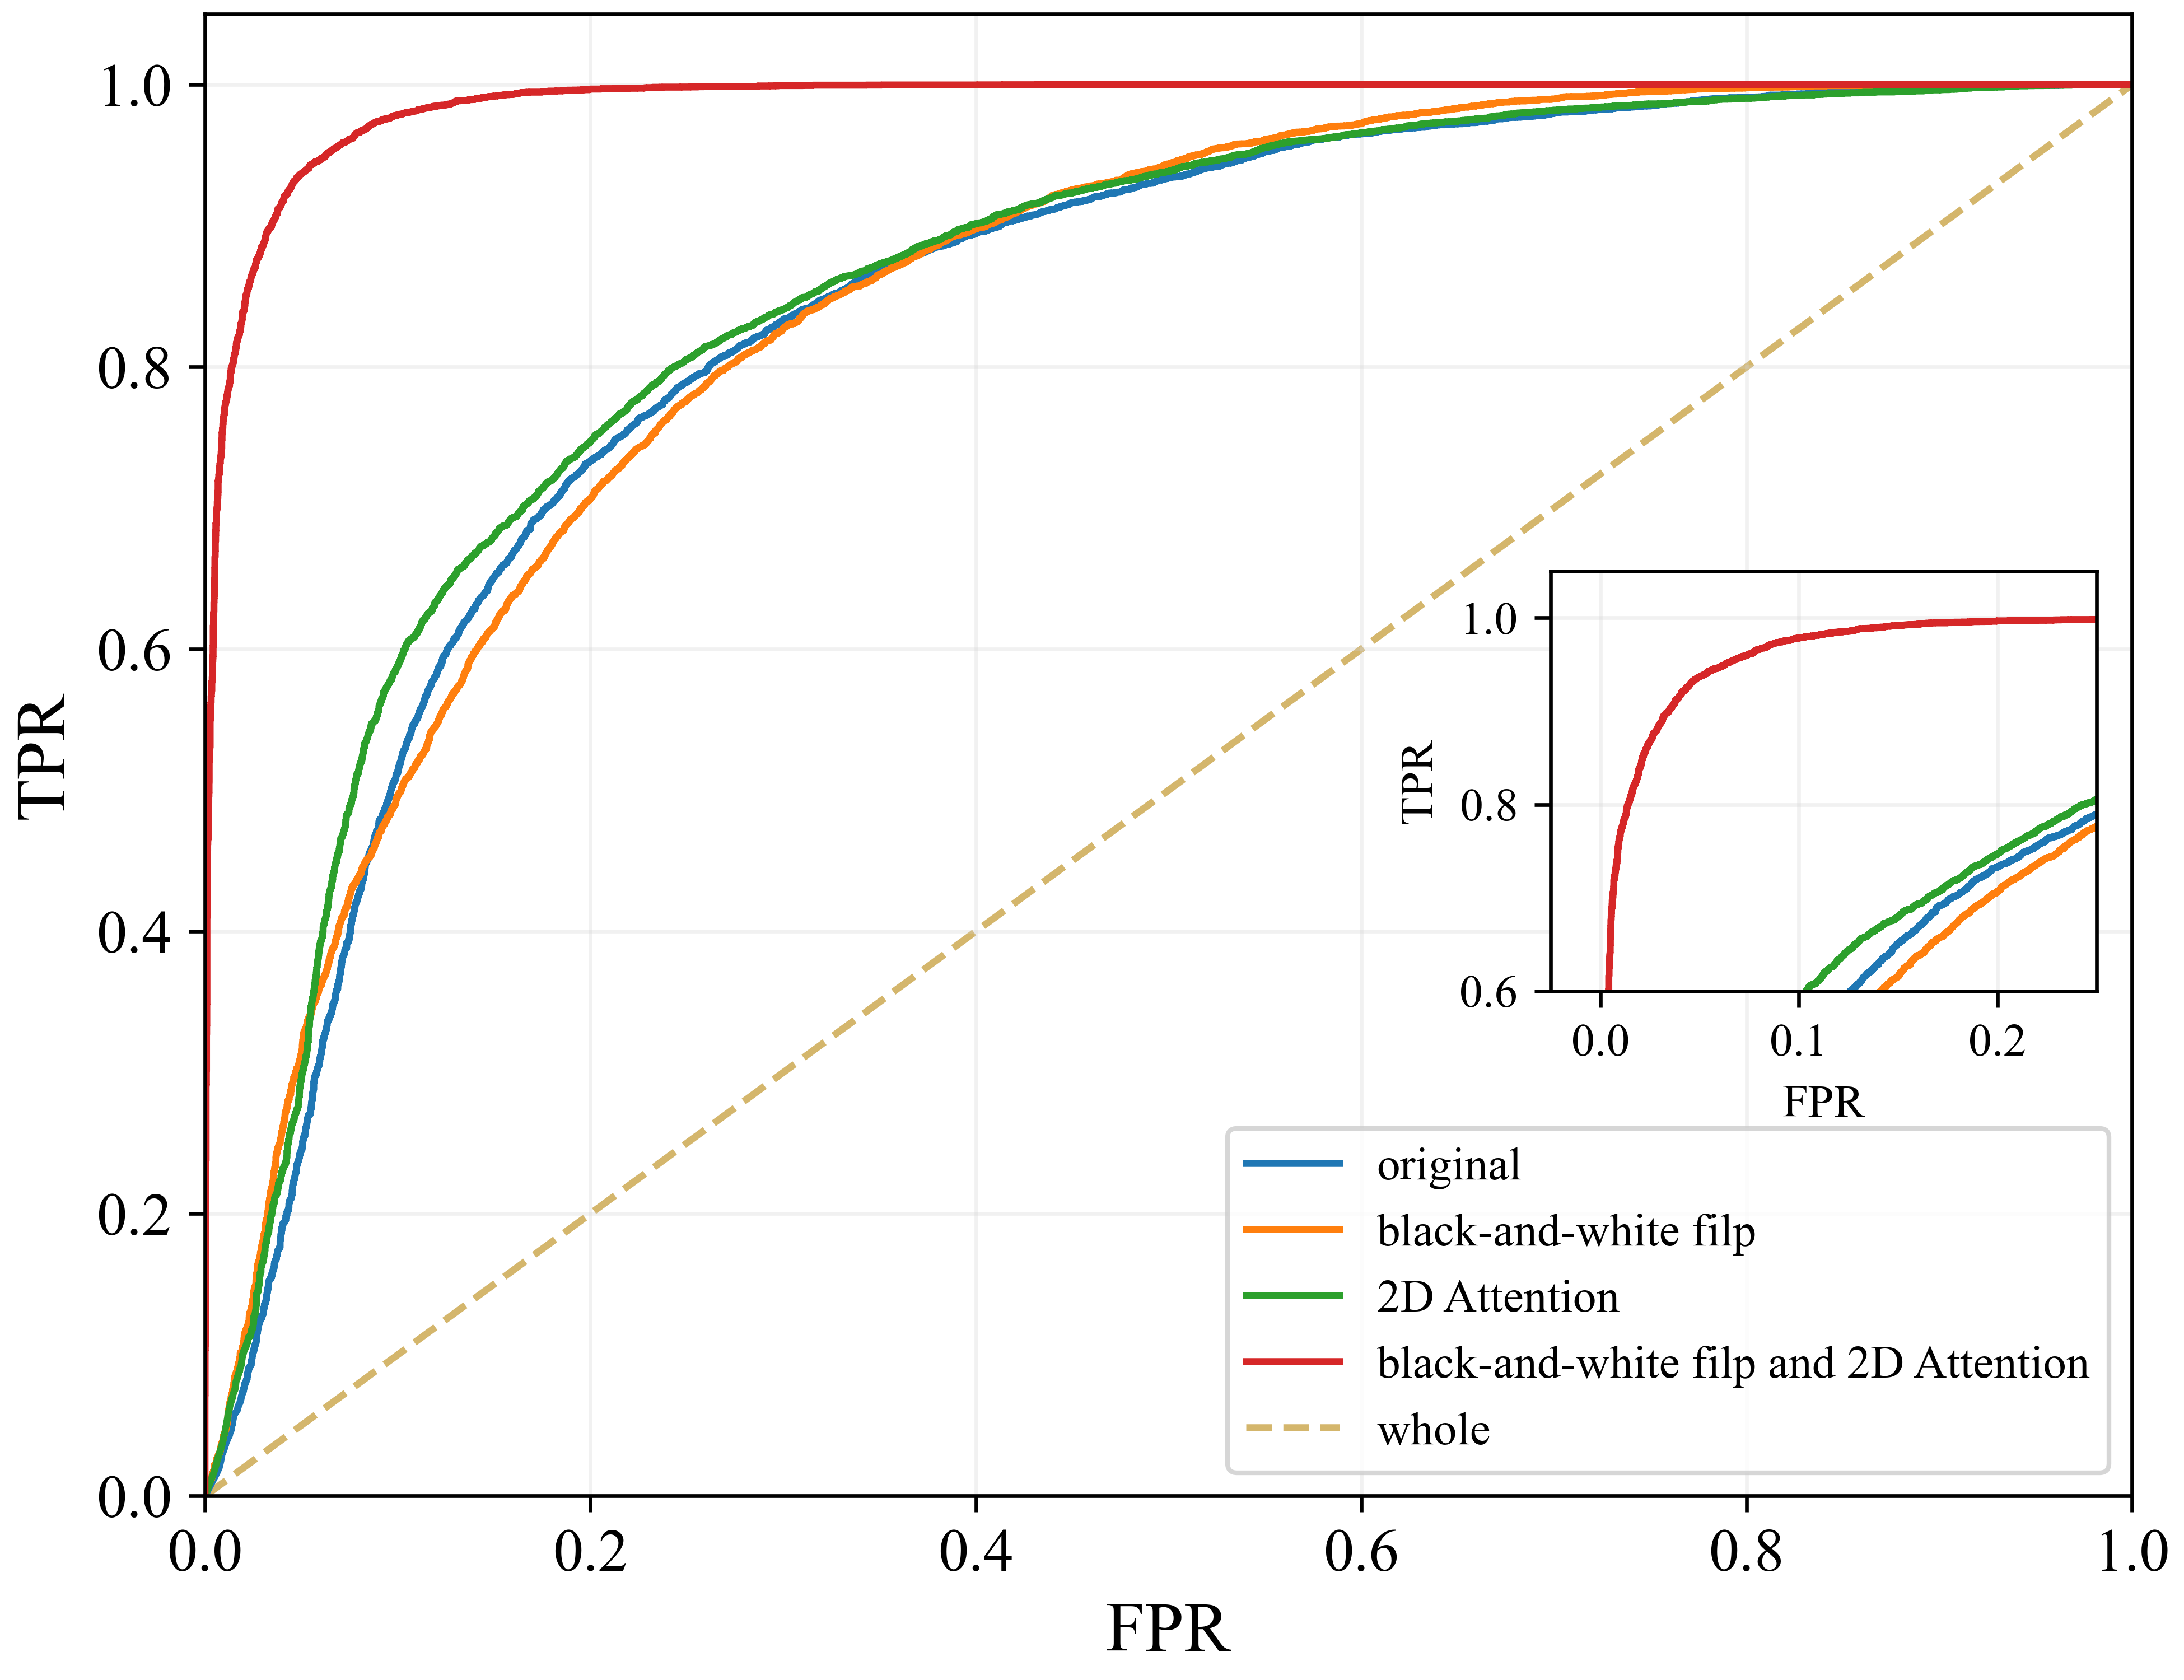 1.0
0.8
0.6
0.4
0.2
0.0
TPR
0.0 0.2 0.4 0.6 0.8 1.0
FPR
1.0
0.8
0.6
TPR
0.0 0.1 0.2
FPR
original
black-and-white filp
2D Attention
black-and-white filp and 2D Attention
whole